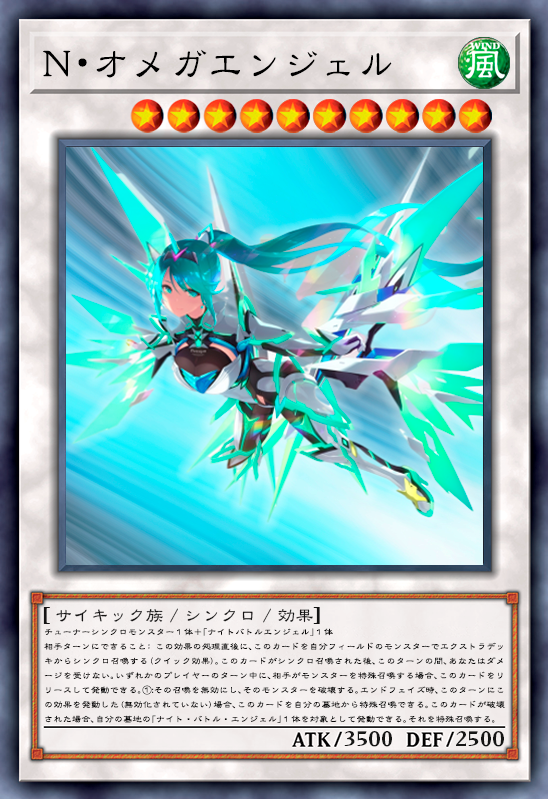 N・オメガエンジェル
WIND
風
[サイキック族/シンクロ/効果]
チューナーシンクロモンスター1体+「ナイトバトルエンジェル」1体
相手ターンにできること: この効果の処理直後に、このカードを自分フィールドのモンスターでエクストラデッ
キからシンクロ召喚する(クイック効果)。このカードがシンクロ召喚された後、このターンの間、あなたはダメ
ージを受けない。いずれかのプレイヤーのターン中に、相手がモンスターを特殊召喚する場合、このカードをリ
リースして発動できる。①:その召喚を無効にし、そのモンスターを破壊する。エンドフェイズ時、このターンにこ
の効果を発動した(無効化されていない)場合、自分の墓地から特殊召喚できる。このカードが破壊
された場合、自分の墓地の「ナイト・バトル・エンジェル」1体を対象として発動できる。それを特殊召喚する。
ATK/3500 DEF/2500